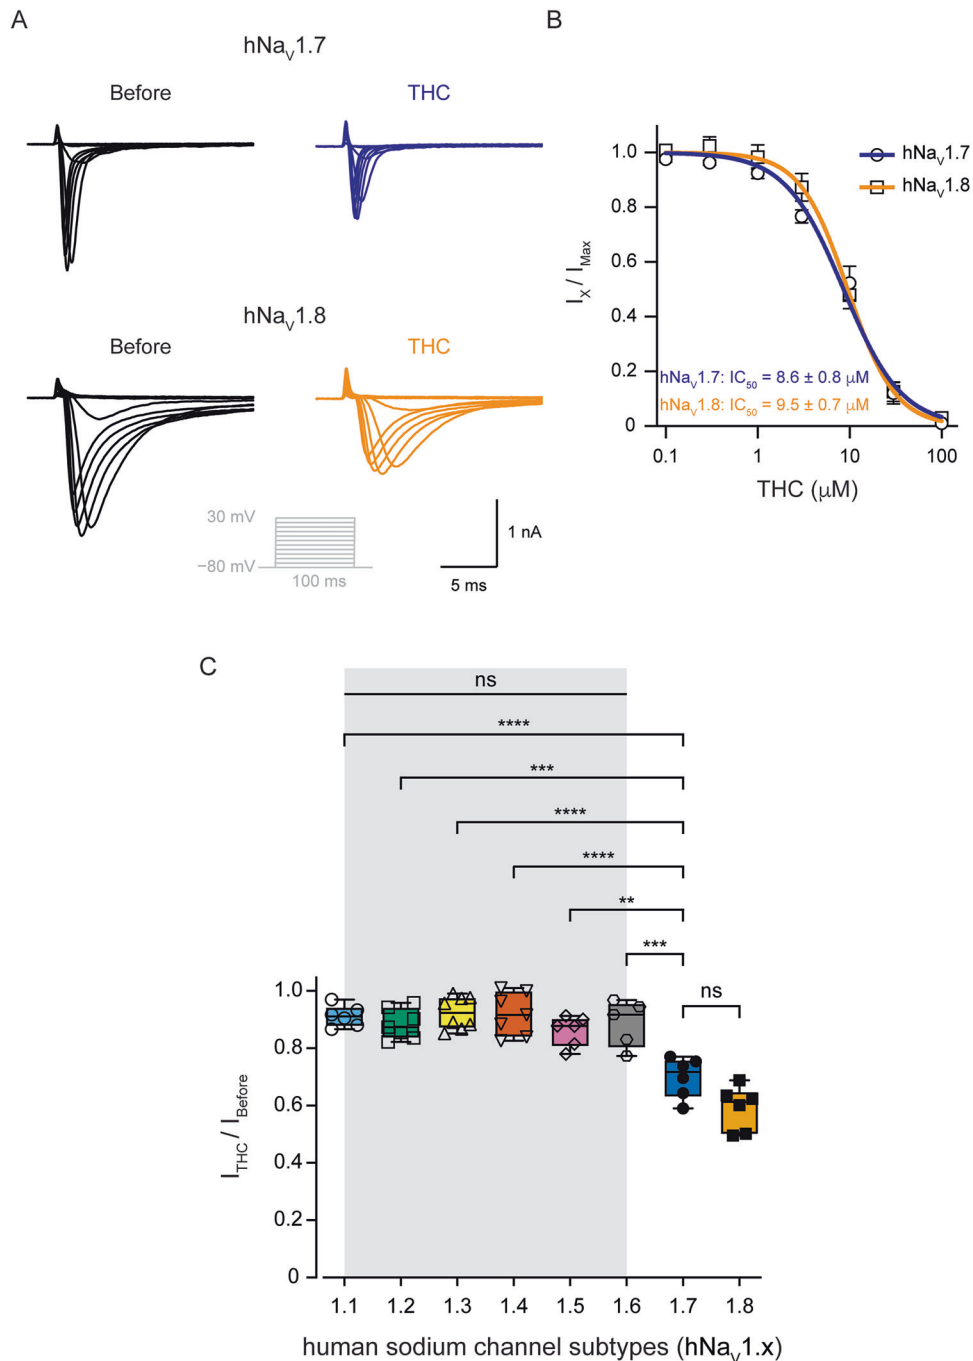 A
hNaV1.7
Before
THC
hNaV1.8
Before
THC
30 mV
−80 mV
100 ms
1 nA
5 ms
B
IX / IMax
1.0
0.8
0.6
0.4
0.2
0
hNaV1.7
hNaV1.8
hNaV1.7: IC50 = 8.6 ± 0.8 µM
hNaV1.8: IC50 = 9.5 ± 0.7 µM
0.1 1 10 100
THC (µM)
C
ns
****
***
****
****
**
***
ns
ITHC / IBefore
1.0
0.8
0.6
0.4
0.2
0
1.1 1.2 1.3 1.4 1.5 1.6 1.7 1.8
human sodium channel subtypes (hNaV1.x)